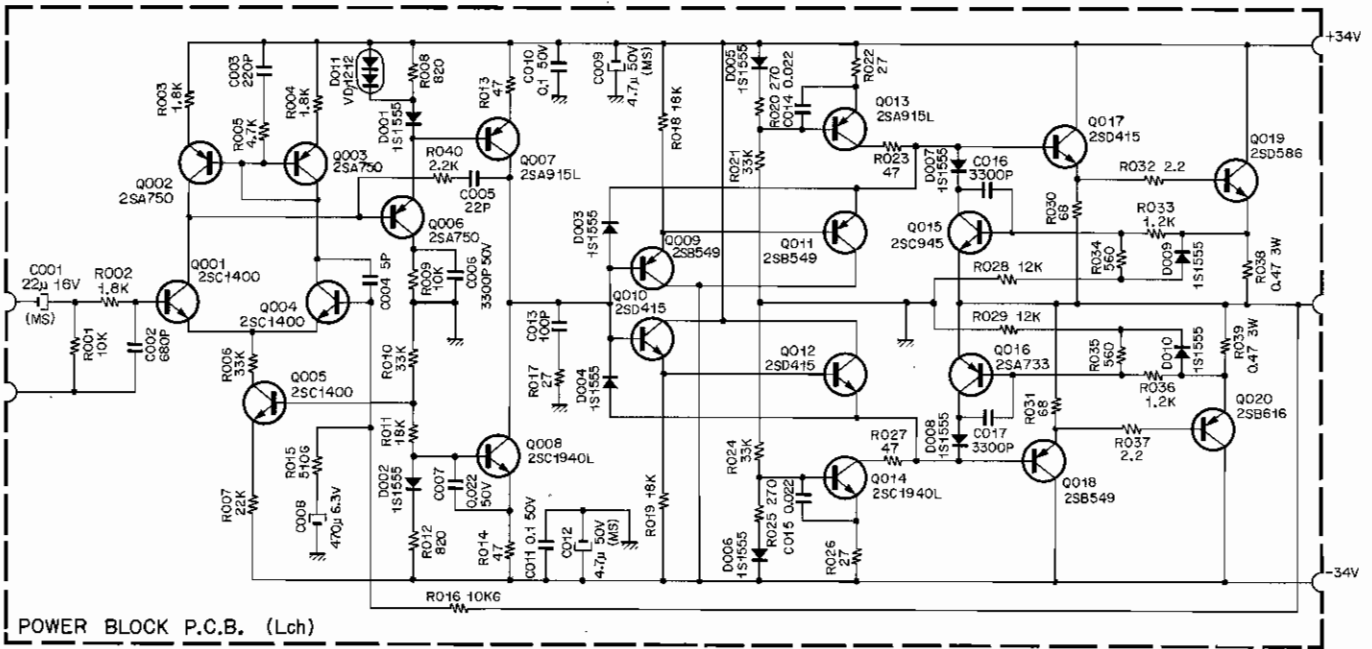 +34V
R003
1.8K
C003
220P
R005
4.7K
R004
1.8K
D011
VD1212
R008
820
D001
1S1555
R013
47
C010
0.1 50V
C009
4.7μ 50V
(MS)
R018 18K
D005
1S1555
R020 270
C014 0.022
R022
27
Q013
2SA915L
R021
33K
R023
47
D007
1S1555
C016
3300P
Q017
2SD415
Q019
2SD586
R032 2.2
R030
68
R033
1.2K
Q002
2SA750
Q003
2SA750
R040
2.2K
C005
22P
Q007
2SA915L
Q006
2SA750
D003
1S1555
Q009
2SB549
Q011
2SB549
Q015
2SC945
R034
560
D009
1S1555
R038
0.47 3W
C001
22μ 16V
(MS)
R002
1.8K
Q001
2SC1400
Q004
2SC1400
C004 5P
R009
10K
C006
3300P 50V
R028 12K
R001
10K
C002
680P
R006
33K
Q005
2SC1400
R010
33K
C013
100P
R017
27
Q010
2SD415
D004
1S1555
Q012
2SD415
R029 12K
Q016
2SA733
R035
560
D010
1S1555
R039
0.47 3W
R036
1.2K
R031
68
Q020
2SB616
R037
2.2
R007
22K
R015
510G
C008
470μ 6.3V
R011
18K
D002
1S1555
R012
820
C007
0.022
50V
Q008
2SC1940L
R014
47
C011 0.1 50V
C012
4.7μ 50V
(MS)
R019 18K
R024
33K
R025 270
C015 0.022
D006
1S1555
Q014
2SC1940L
R026
27
R027
47
D008
1S1555
C017
3300P
Q018
2SB549
-34V
R016 10KG
POWER BLOCK P.C.B. (Lch)